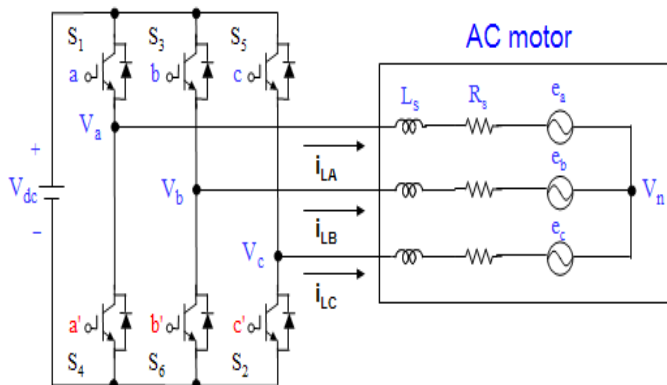 S1 S3 S5
AC motor
a b c
Ls Rs ea
Va
+
iLA
Vdc
Vb
eb
Vn
−
iLB
Vc
ec
iLC
a' b' c'
S4 S6 S2